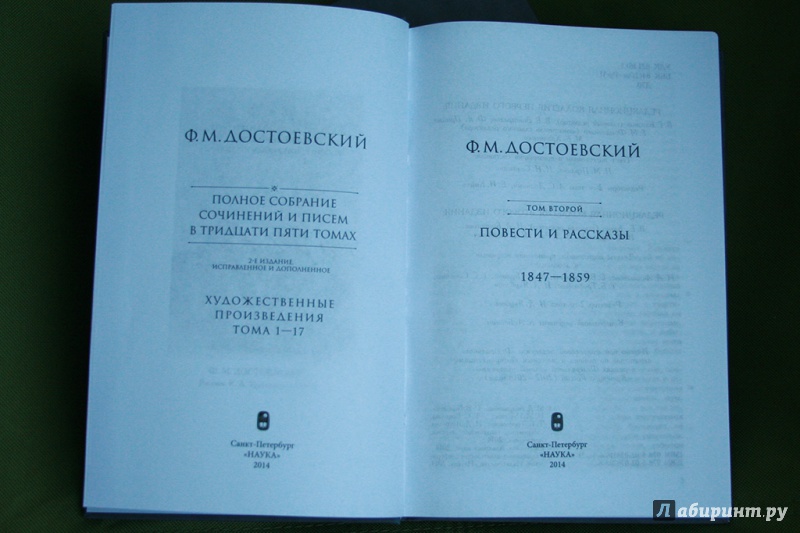 Ф.М.ДОСТОЕВСКИЙ
ПОЛНОЕ СОБРАНИЕ
СОЧИНЕНИЙ И ПИСЕМ
В ТРИДЦАТИ ПЯТИ ТОМАХ
2-Е ИЗДАНИЕ,
ИСПРАВЛЕННОЕ И ДОПОЛНЕННОЕ
ХУДОЖЕСТВЕННЫЕ
ПРОИЗВЕДЕНИЯ
ТОМА 1—17
Санкт-Петербург
«НАУКА»
2014
Ф.М.ДОСТОЕВСКИЙ
ТОМ ВТОРОЙ
ПОВЕСТИ И РАССКАЗЫ
1847—1859
Санкт-Петербург
«НАУКА»
2014
Лабиринт.ру